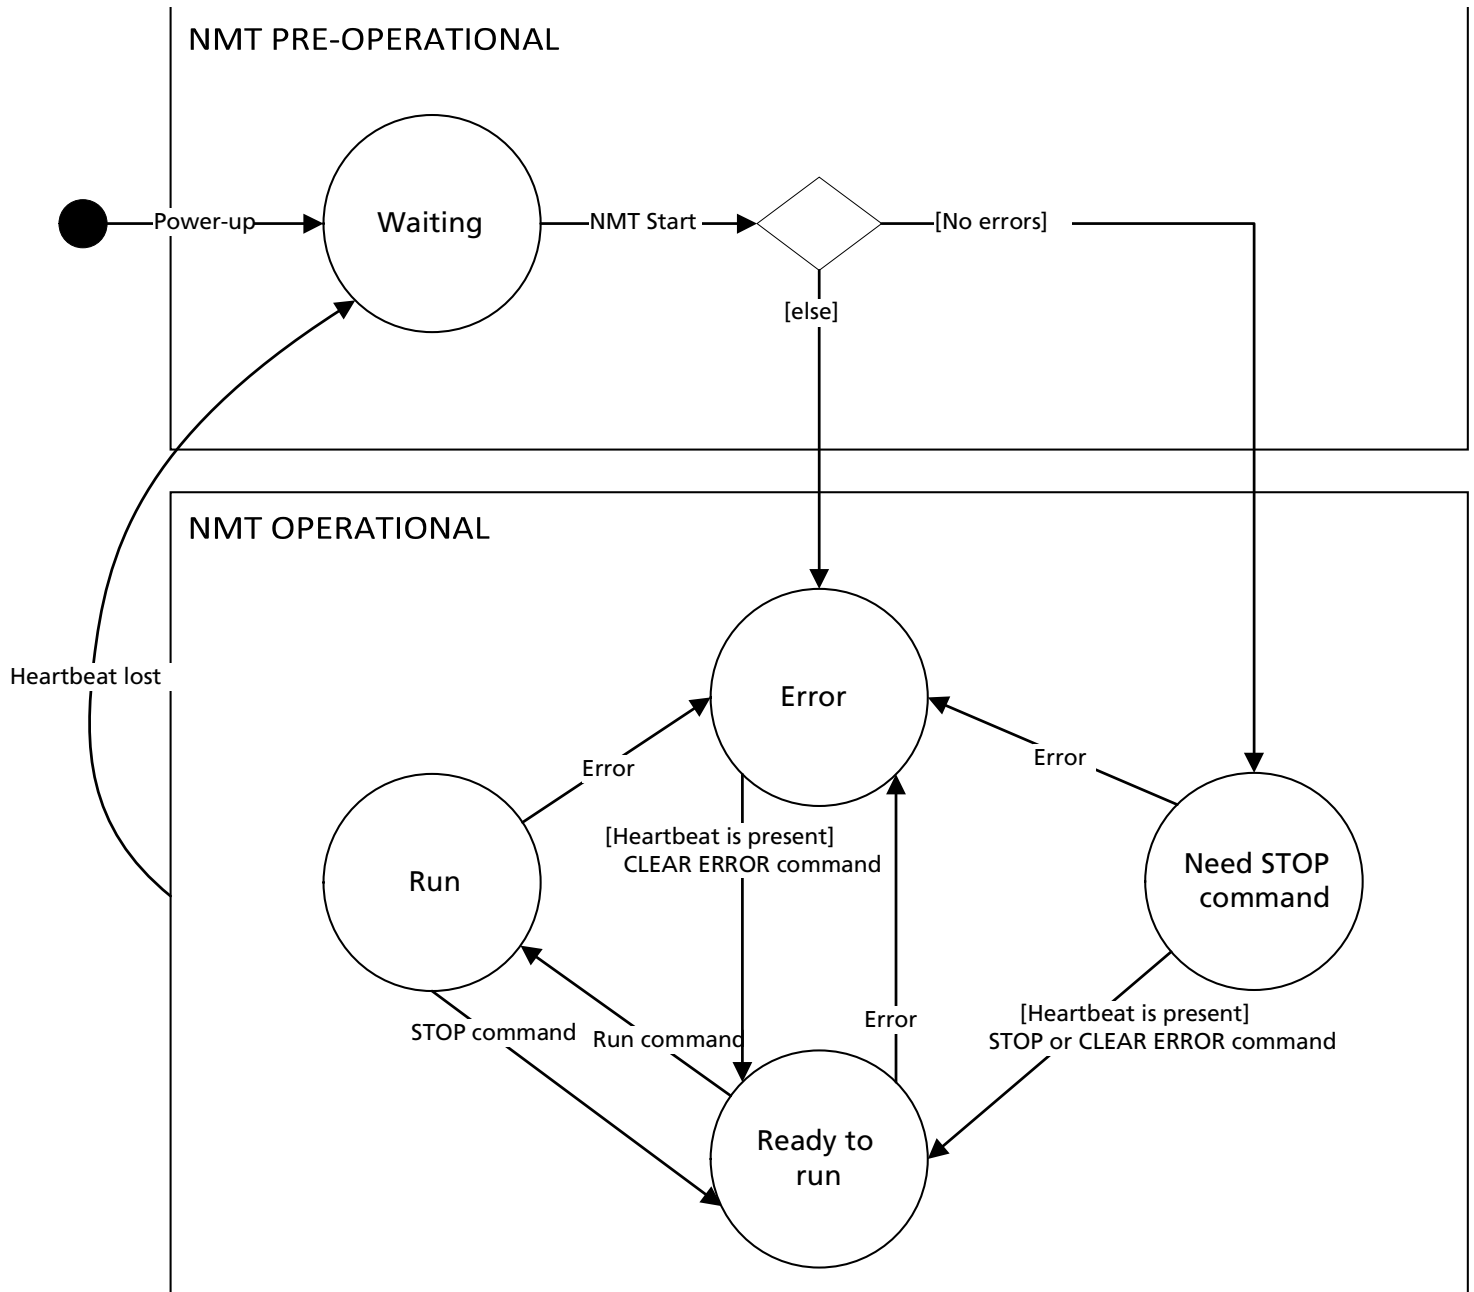 NMT PRE-OPERATIONAL
Power-up
Waiting
NMT Start
[No errors]
[else]
NMT OPERATIONAL
Heartbeat lost
Error
Error
Error
[Heartbeat is present]
CLEAR ERROR command
Run
Need STOP
command
STOP command
Run command
Error
[Heartbeat is present]
STOP or CLEAR ERROR command
Ready to
run